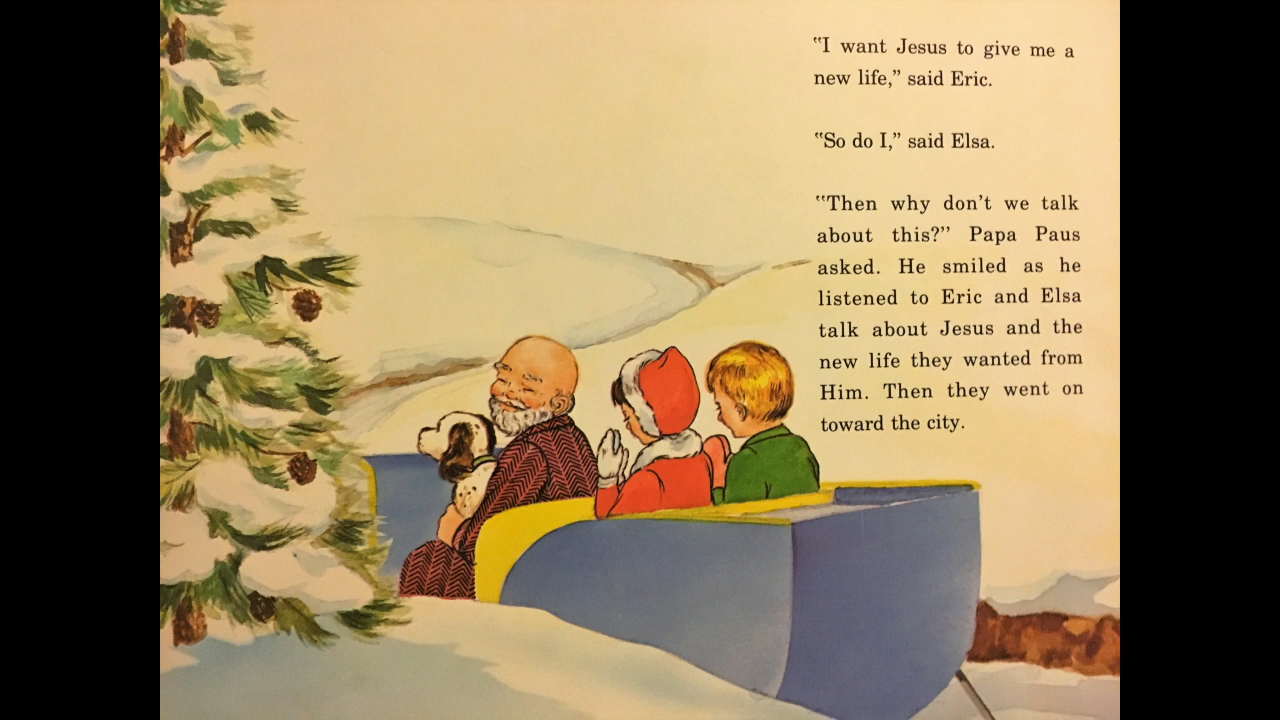 “I want Jesus to give me a
new life,” said Eric.
“So do I,” said Elsa.
“Then why don’t we talk
about this?” Papa Paus
asked. He smiled as he
listened to Eric and Elsa
talk about Jesus and the
new life they wanted from
Him. Then they went on
toward the city.